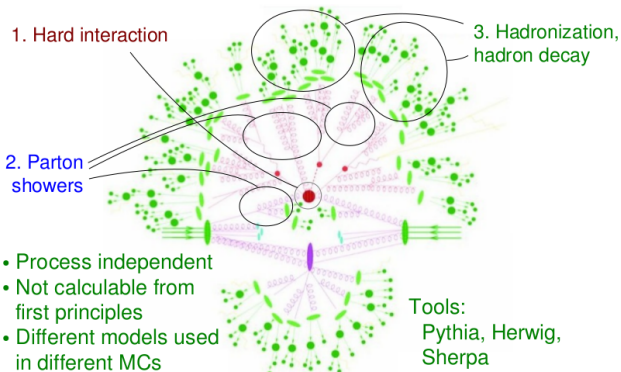 1. Hard interaction
3. Hadronization,
hadron decay
2. Parton
showers
• Process independent
• Not calculable from
first principles
• Different models used
in different MCs
Tools:
Pythia, Herwig,
Sherpa